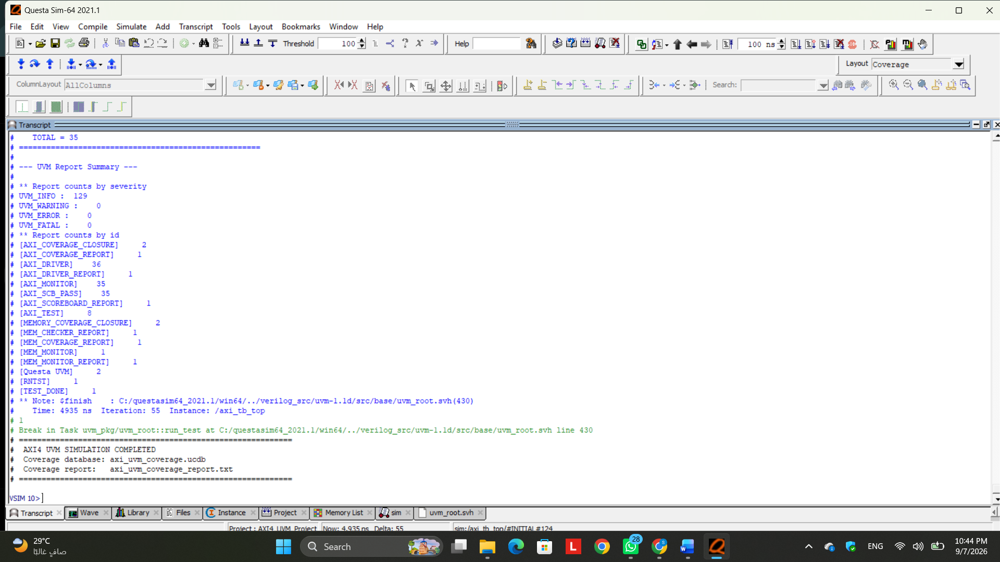 Questa Sim-64 2021.1
File Edit View Compile Simulate Add Transcript Tools Layout Bookmarks Window Help
Threshold 100 Help 100 ns
Layout Coverage
ColumnLayout AllColumns Search:
Transcript
# TOTAL = 35
# =====================================================
#
# --- UVM Report Summary ---
#
# ** Report counts by severity
# UVM_INFO : 129
# UVM_WARNING : 0
# UVM_ERROR : 0
# UVM_FATAL : 0
# ** Report counts by id
# [AXI_COVERAGE_CLOSURE] 2
# [AXI_COVERAGE_REPORT] 1
# [AXI_DRIVER] 36
# [AXI_DRIVER_REPORT] 1
# [AXI_MONITOR] 35
# [AXI_SCB_PASS] 35
# [AXI_SCOREBOARD_REPORT] 1
# [AXI_TEST] 8
# [MEMORY_COVERAGE_CLOSURE] 2
# [MEM_CHECKER_REPORT] 1
# [MEM_COVERAGE_REPORT] 1
# [MEM_MONITOR] 1
# [MEM_MONITOR_REPORT] 1
# [Questa UVM] 2
# [RNTST] 1
# [TEST_DONE] 1
# ** Note: $finish : C:/questasim64_2021.1/win64/../verilog_src/uvm-1.1d/src/base/uvm_root.svh(430)
# Time: 4935 ns Iteration: 55 Instance: /axi_tb_top
# 1
# Break in Task uvm_pkg/uvm_root::run_test at C:/questasim64_2021.1/win64/../verilog_src/uvm-1.1d/src/base/uvm_root.svh line 430
# ============================================================
# AXI4 UVM SIMULATION COMPLETED
# Coverage database: axi_uvm_coverage.ucdb
# Coverage report: axi_uvm_coverage_report.txt
# ============================================================
VSIM 10>
Transcript Wave Library Files Instance Project Memory List sim uvm_root.svh
Project : AXI4_UVM_Project Now: 4,935 ns Delta: 55 sim:/axi_tb_top/#INITIAL#124
29°C
صافٍ غالبًا
Search
28
ENG
10:44 PM
9/7/2026